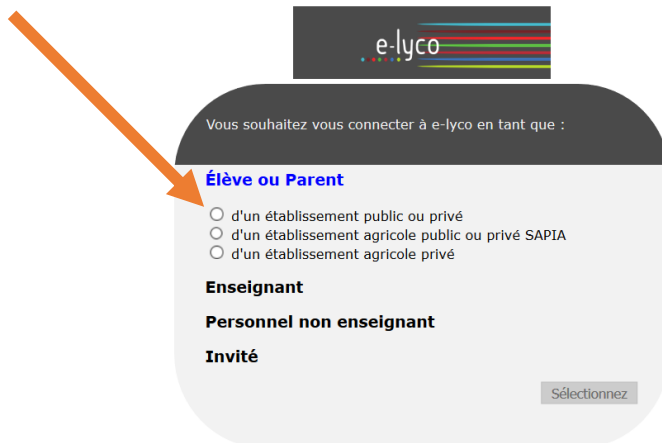 e-lyco
Vous souhaitez vous connecter à e-lyco en tant que :
Élève ou Parent
d'un établissement public ou privé
d'un établissement agricole public ou privé SAPIA
d'un établissement agricole privé
Enseignant
Personnel non enseignant
Invité
Sélectionnez